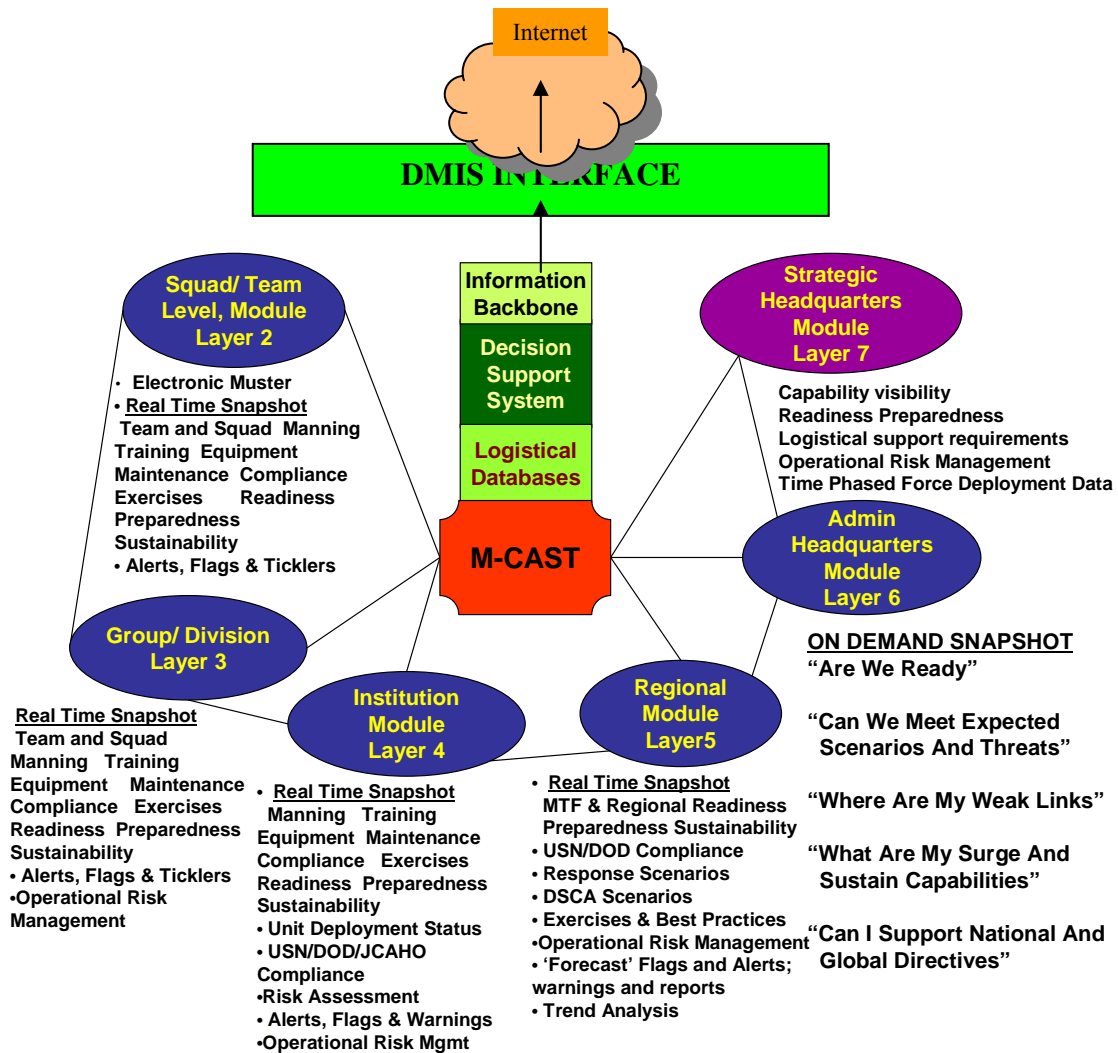 Internet
DMIS INTERFACE
Squad/ Team
Level, Module
Layer 2
• Electronic Muster
• Real Time Snapshot
Team and Squad Manning
Training Equipment
Maintenance Compliance
Exercises Readiness
Preparedness
Sustainability
• Alerts, Flags & Ticklers
Information
Backbone
Decision
Support
System
Logistical
Databases
M-CAST
Strategic
Headquarters
Module
Layer 7
Capability visibility
Readiness Preparedness
Logistical support requirements
Operational Risk Management
Time Phased Force Deployment Data
Admin
Headquarters
Module
Layer 6
Group/ Division
Layer 3
Real Time Snapshot
Team and Squad
Manning Training
Equipment Maintenance
Compliance Exercises
Readiness Preparedness
Sustainability
• Alerts, Flags & Ticklers
•Operational Risk
Management
Institution
Module
Layer 4
• Real Time Snapshot
Manning Training
Equipment Maintenance
Compliance Exercises
Readiness Preparedness
Sustainability
• Unit Deployment Status
• USN/DOD/JCAHO
Compliance
•Risk Assessment
• Alerts, Flags & Warnings
•Operational Risk Mgmt
Regional
Module
Layer5
• Real Time Snapshot
MTF & Regional Readiness
Preparedness Sustainability
• USN/DOD Compliance
• Response Scenarios
• DSCA Scenarios
• Exercises & Best Practices
•Operational Risk Management
• ‘Forecast’ Flags and Alerts;
warnings and reports
• Trend Analysis
ON DEMAND SNAPSHOT
“Are We Ready”
“Can We Meet Expected
Scenarios And Threats”
“Where Are My Weak Links”
“What Are My Surge And
Sustain Capabilities”
“Can I Support National And
Global Directives”